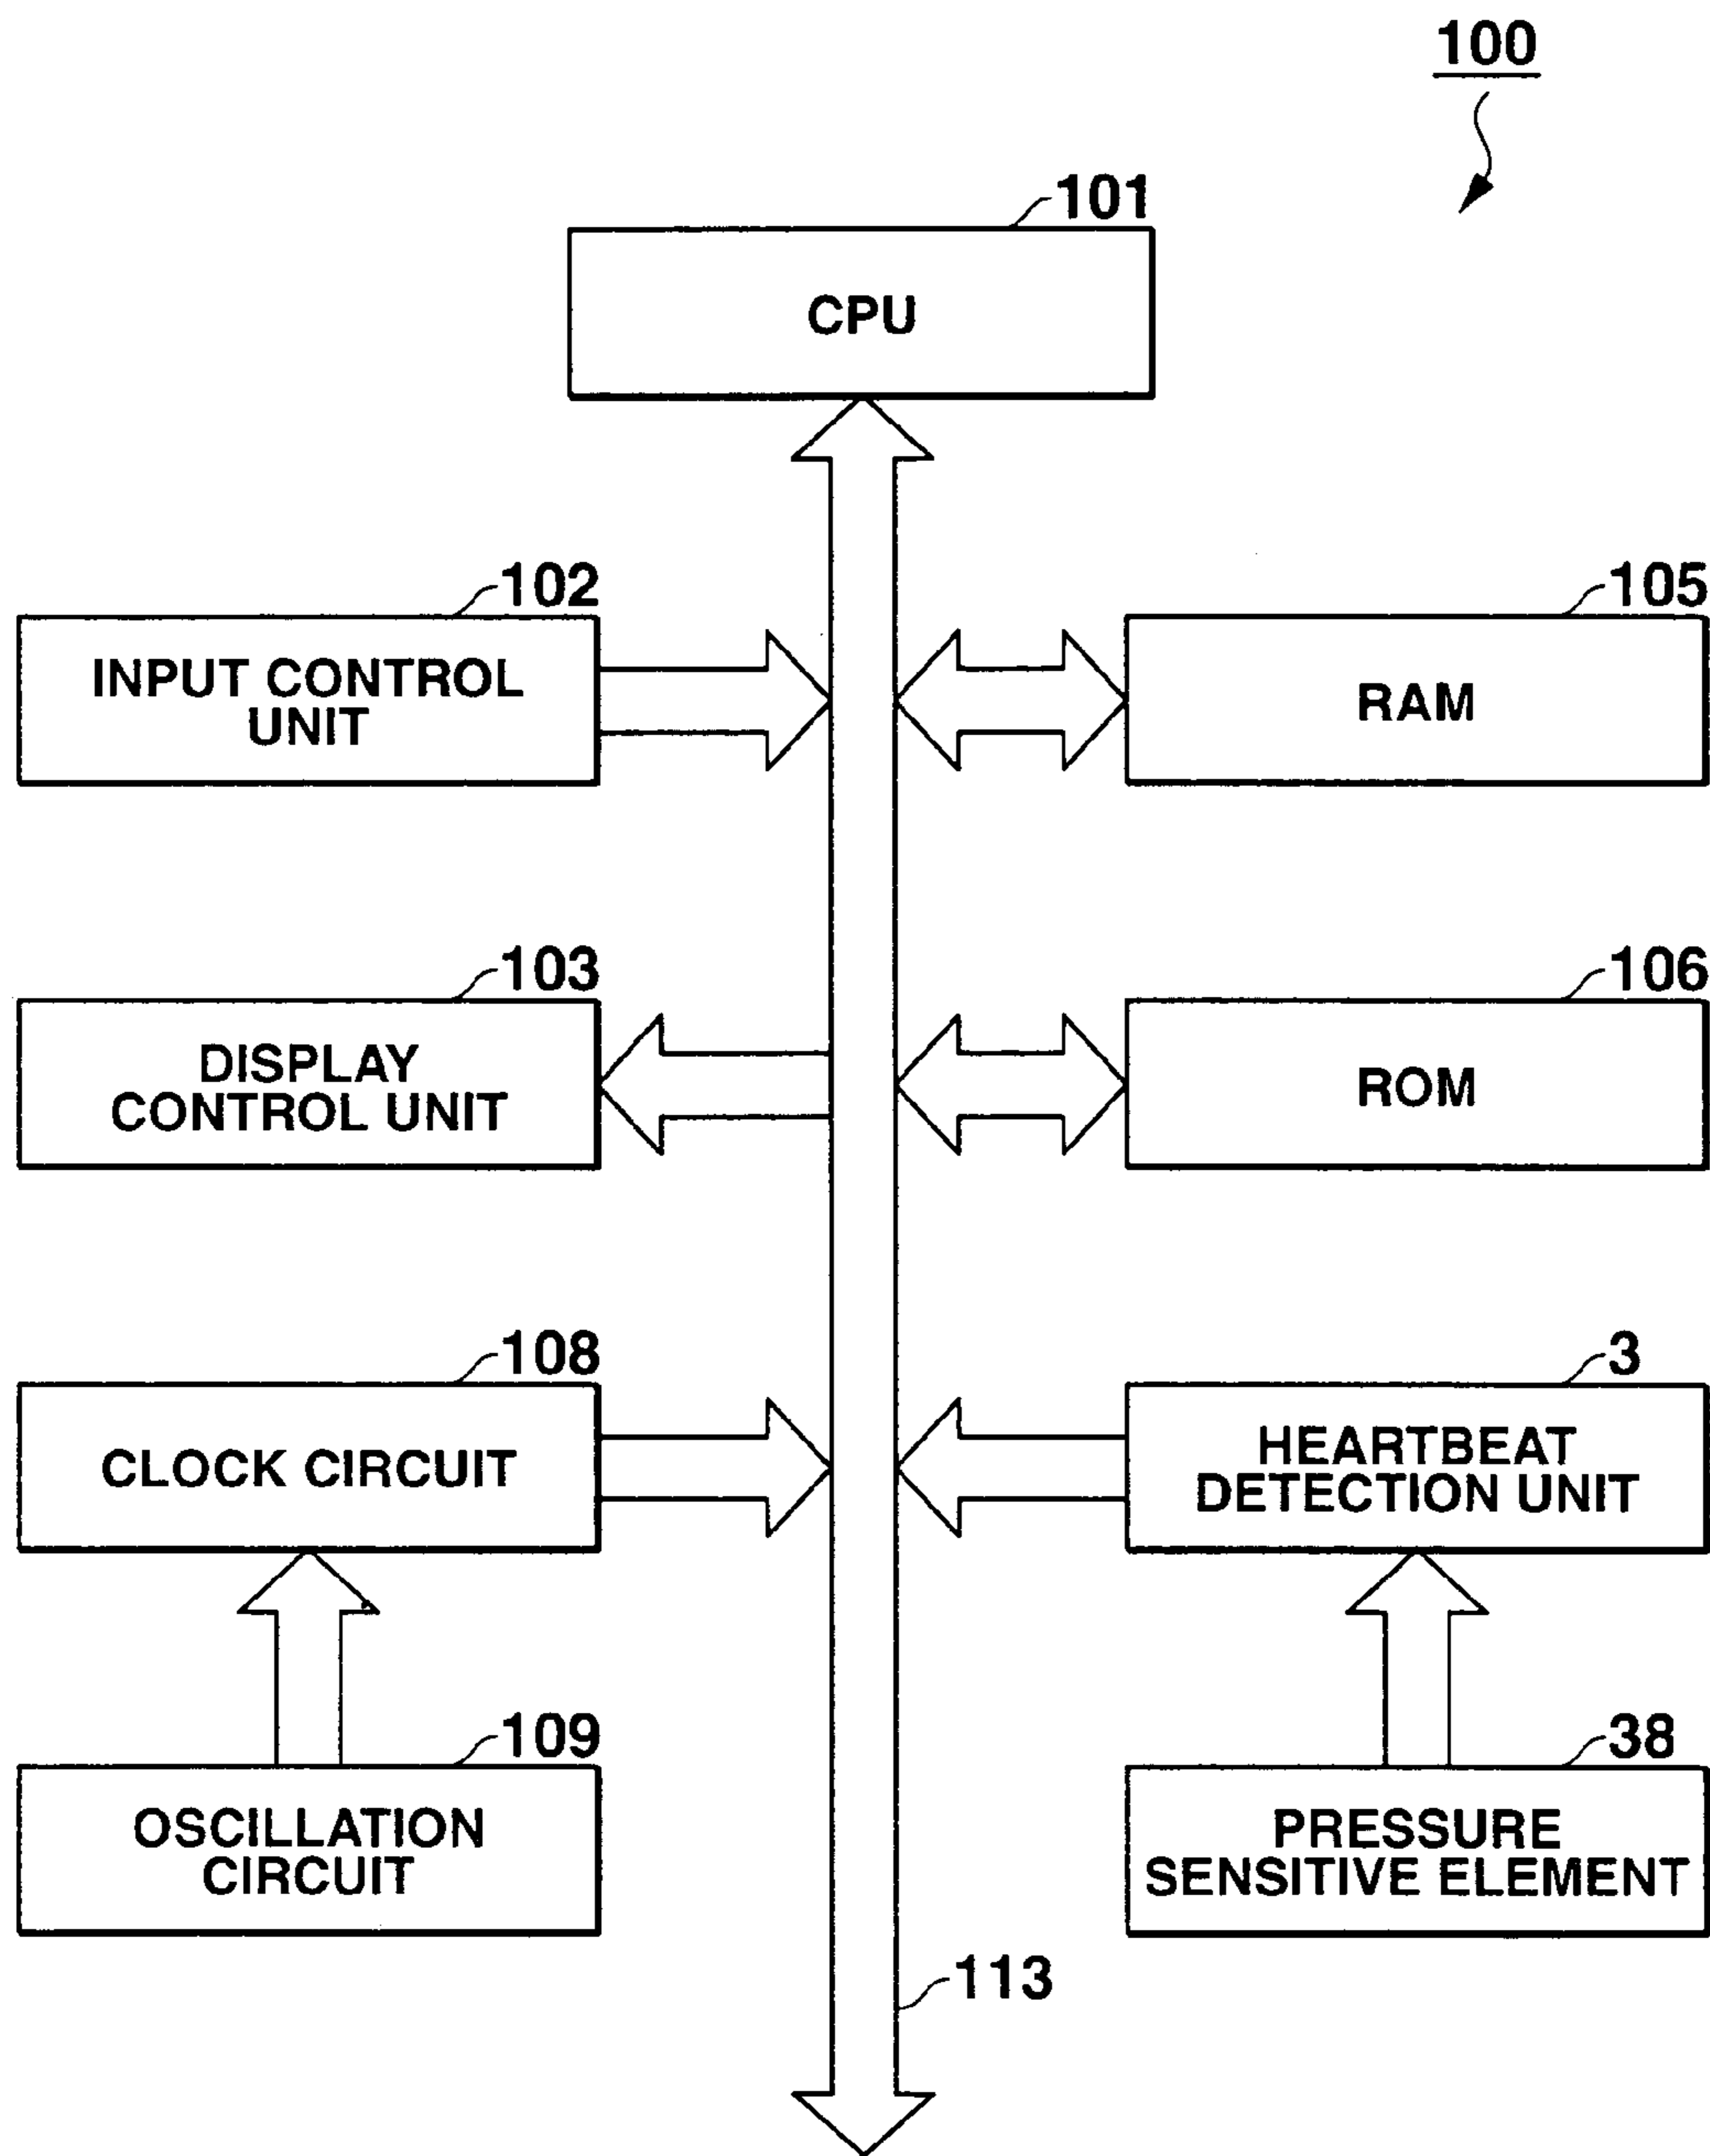 100
101
CPU
102
INPUT CONTROL
UNIT
105
RAM
103
DISPLAY
CONTROL UNIT
106
ROM
108
CLOCK CIRCUIT
3
HEARTBEAT
DETECTION UNIT
109
OSCILLATION
CIRCUIT
38
PRESSURE
SENSITIVE ELEMENT
113